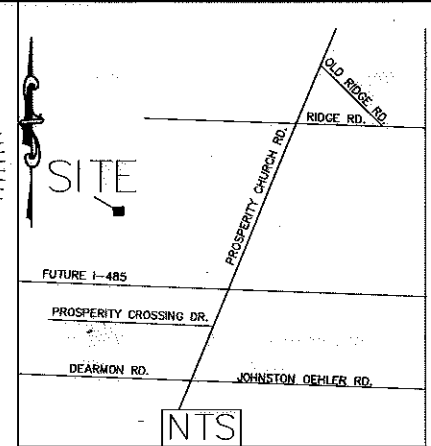 OLD RIDGE RD.
RIDGE RD.
PROSPERITY CHURCH RD.
SITE
FUTURE I-485
PROSPERITY CROSSING DR.
DEARMON RD.
JOHNSTON OEHLER RD.
NTS